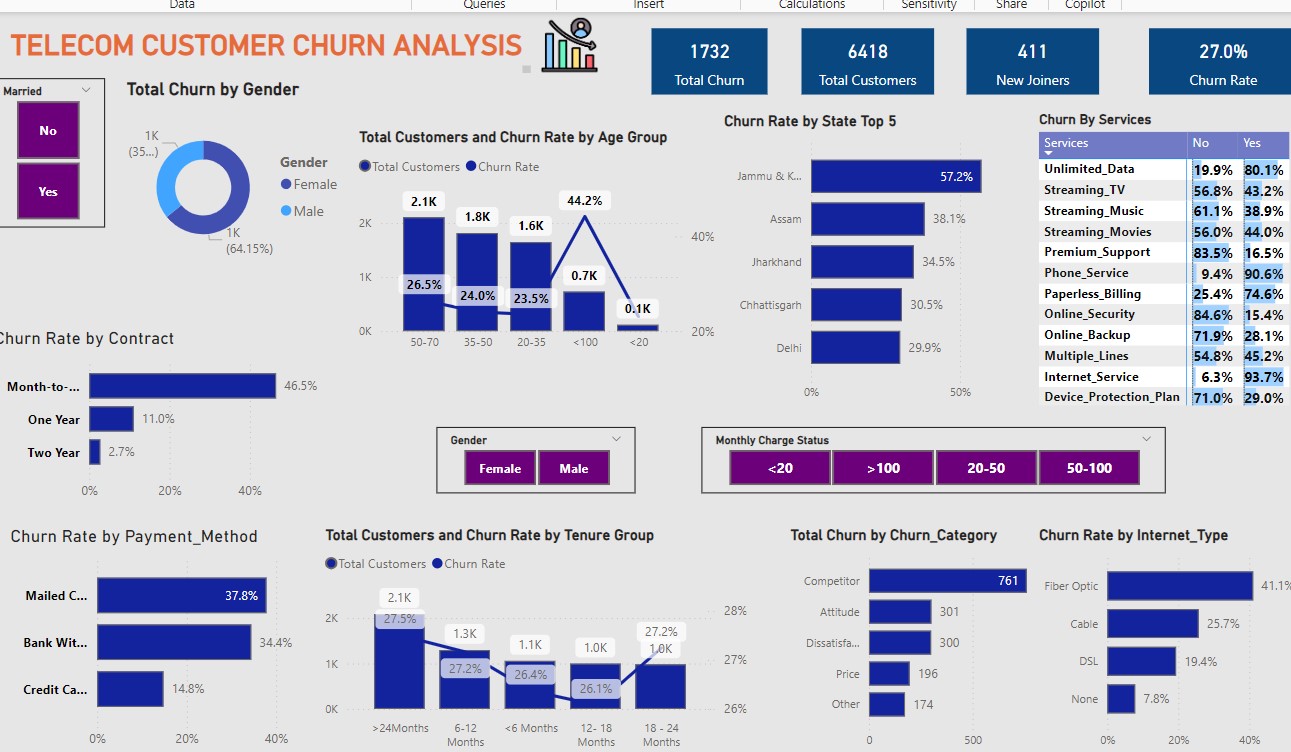 Data Queries Insert Calculations Sensitivity Share Copilot
TELECOM CUSTOMER CHURN ANALYSIS
1732
Total Churn
6418
Total Customers
411
New Joiners
27.0%
Churn Rate
Married
No
Yes
Total Churn by Gender
1K
(35...)
1K
(64.15%)
Gender
Female
Male
Total Customers and Churn Rate by Age Group
Total Customers Churn Rate
2.1K
1.8K
1.6K
44.2%
0.7K
0.1K
26.5%
24.0%
23.5%
2K
1K
0K
40%
20%
50-70 35-50 20-35 <100 <20
Churn Rate by State Top 5
Jammu & K... 57.2%
Assam 38.1%
Jharkhand 34.5%
Chhattisgarh 30.5%
Delhi 29.9%
0% 50%
Churn By Services
Services No Yes
Unlimited_Data 19.9% 80.1%
Streaming_TV 56.8% 43.2%
Streaming_Music 61.1% 38.9%
Streaming_Movies 56.0% 44.0%
Premium_Support 83.5% 16.5%
Phone_Service 9.4% 90.6%
Paperless_Billing 25.4% 74.6%
Online_Security 84.6% 15.4%
Online_Backup 71.9% 28.1%
Multiple_Lines 54.8% 45.2%
Internet_Service 6.3% 93.7%
Device_Protection_Plan 71.0% 29.0%
Churn Rate by Contract
Month-to-... 46.5%
One Year 11.0%
Two Year 2.7%
0% 20% 40%
Gender
Female Male
Monthly Charge Status
<20 >100 20-50 50-100
Churn Rate by Payment_Method
Mailed C... 37.8%
Bank Wit... 34.4%
Credit Ca... 14.8%
0% 20% 40%
Total Customers and Churn Rate by Tenure Group
Total Customers Churn Rate
2.1K
27.5%
1.3K
27.2%
1.1K
26.4%
1.0K
26.1%
27.2%
1.0K
2K
1K
0K
28%
27%
26%
>24Months 6-12 Months <6 Months 12- 18 Months 18 - 24 Months
Total Churn by Churn_Category
Competitor 761
Attitude 301
Dissatisfa... 300
Price 196
Other 174
0 500
Churn Rate by Internet_Type
Fiber Optic 41.1%
Cable 25.7%
DSL 19.4%
None 7.8%
0% 20% 40%